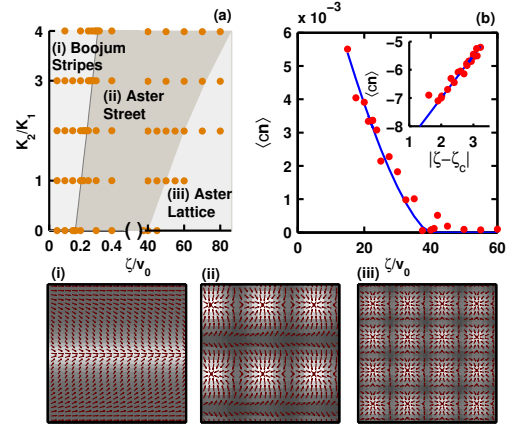 (a)
(i) Boojum
Stripes
(ii) Aster
Street
(iii) Aster
Lattice
K₂/K₁
4
3
2
1
0
0 0.2 0.4 ( ) 40 60 80
ζ/v₀
x 10⁻³
(b)
⟨cn⟩
6
5
4
3
2
1
0
0 20 40 60
ζ/v₀
⟨cn⟩
-5
-6
-7
-8
1 2 3
|ζ-ζc|
(i)
(ii)
(iii)